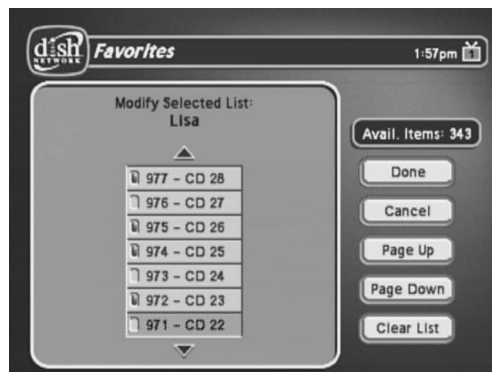 dish
NETWORK
Favorites
1:57pm
1
Modify Selected List:
Lisa
977 - CD 28
976 - CD 27
975 - CD 26
974 - CD 25
973 - CD 24
972 - CD 23
971 - CD 22
Avail. Items: 343
Done
Cancel
Page Up
Page Down
Clear List